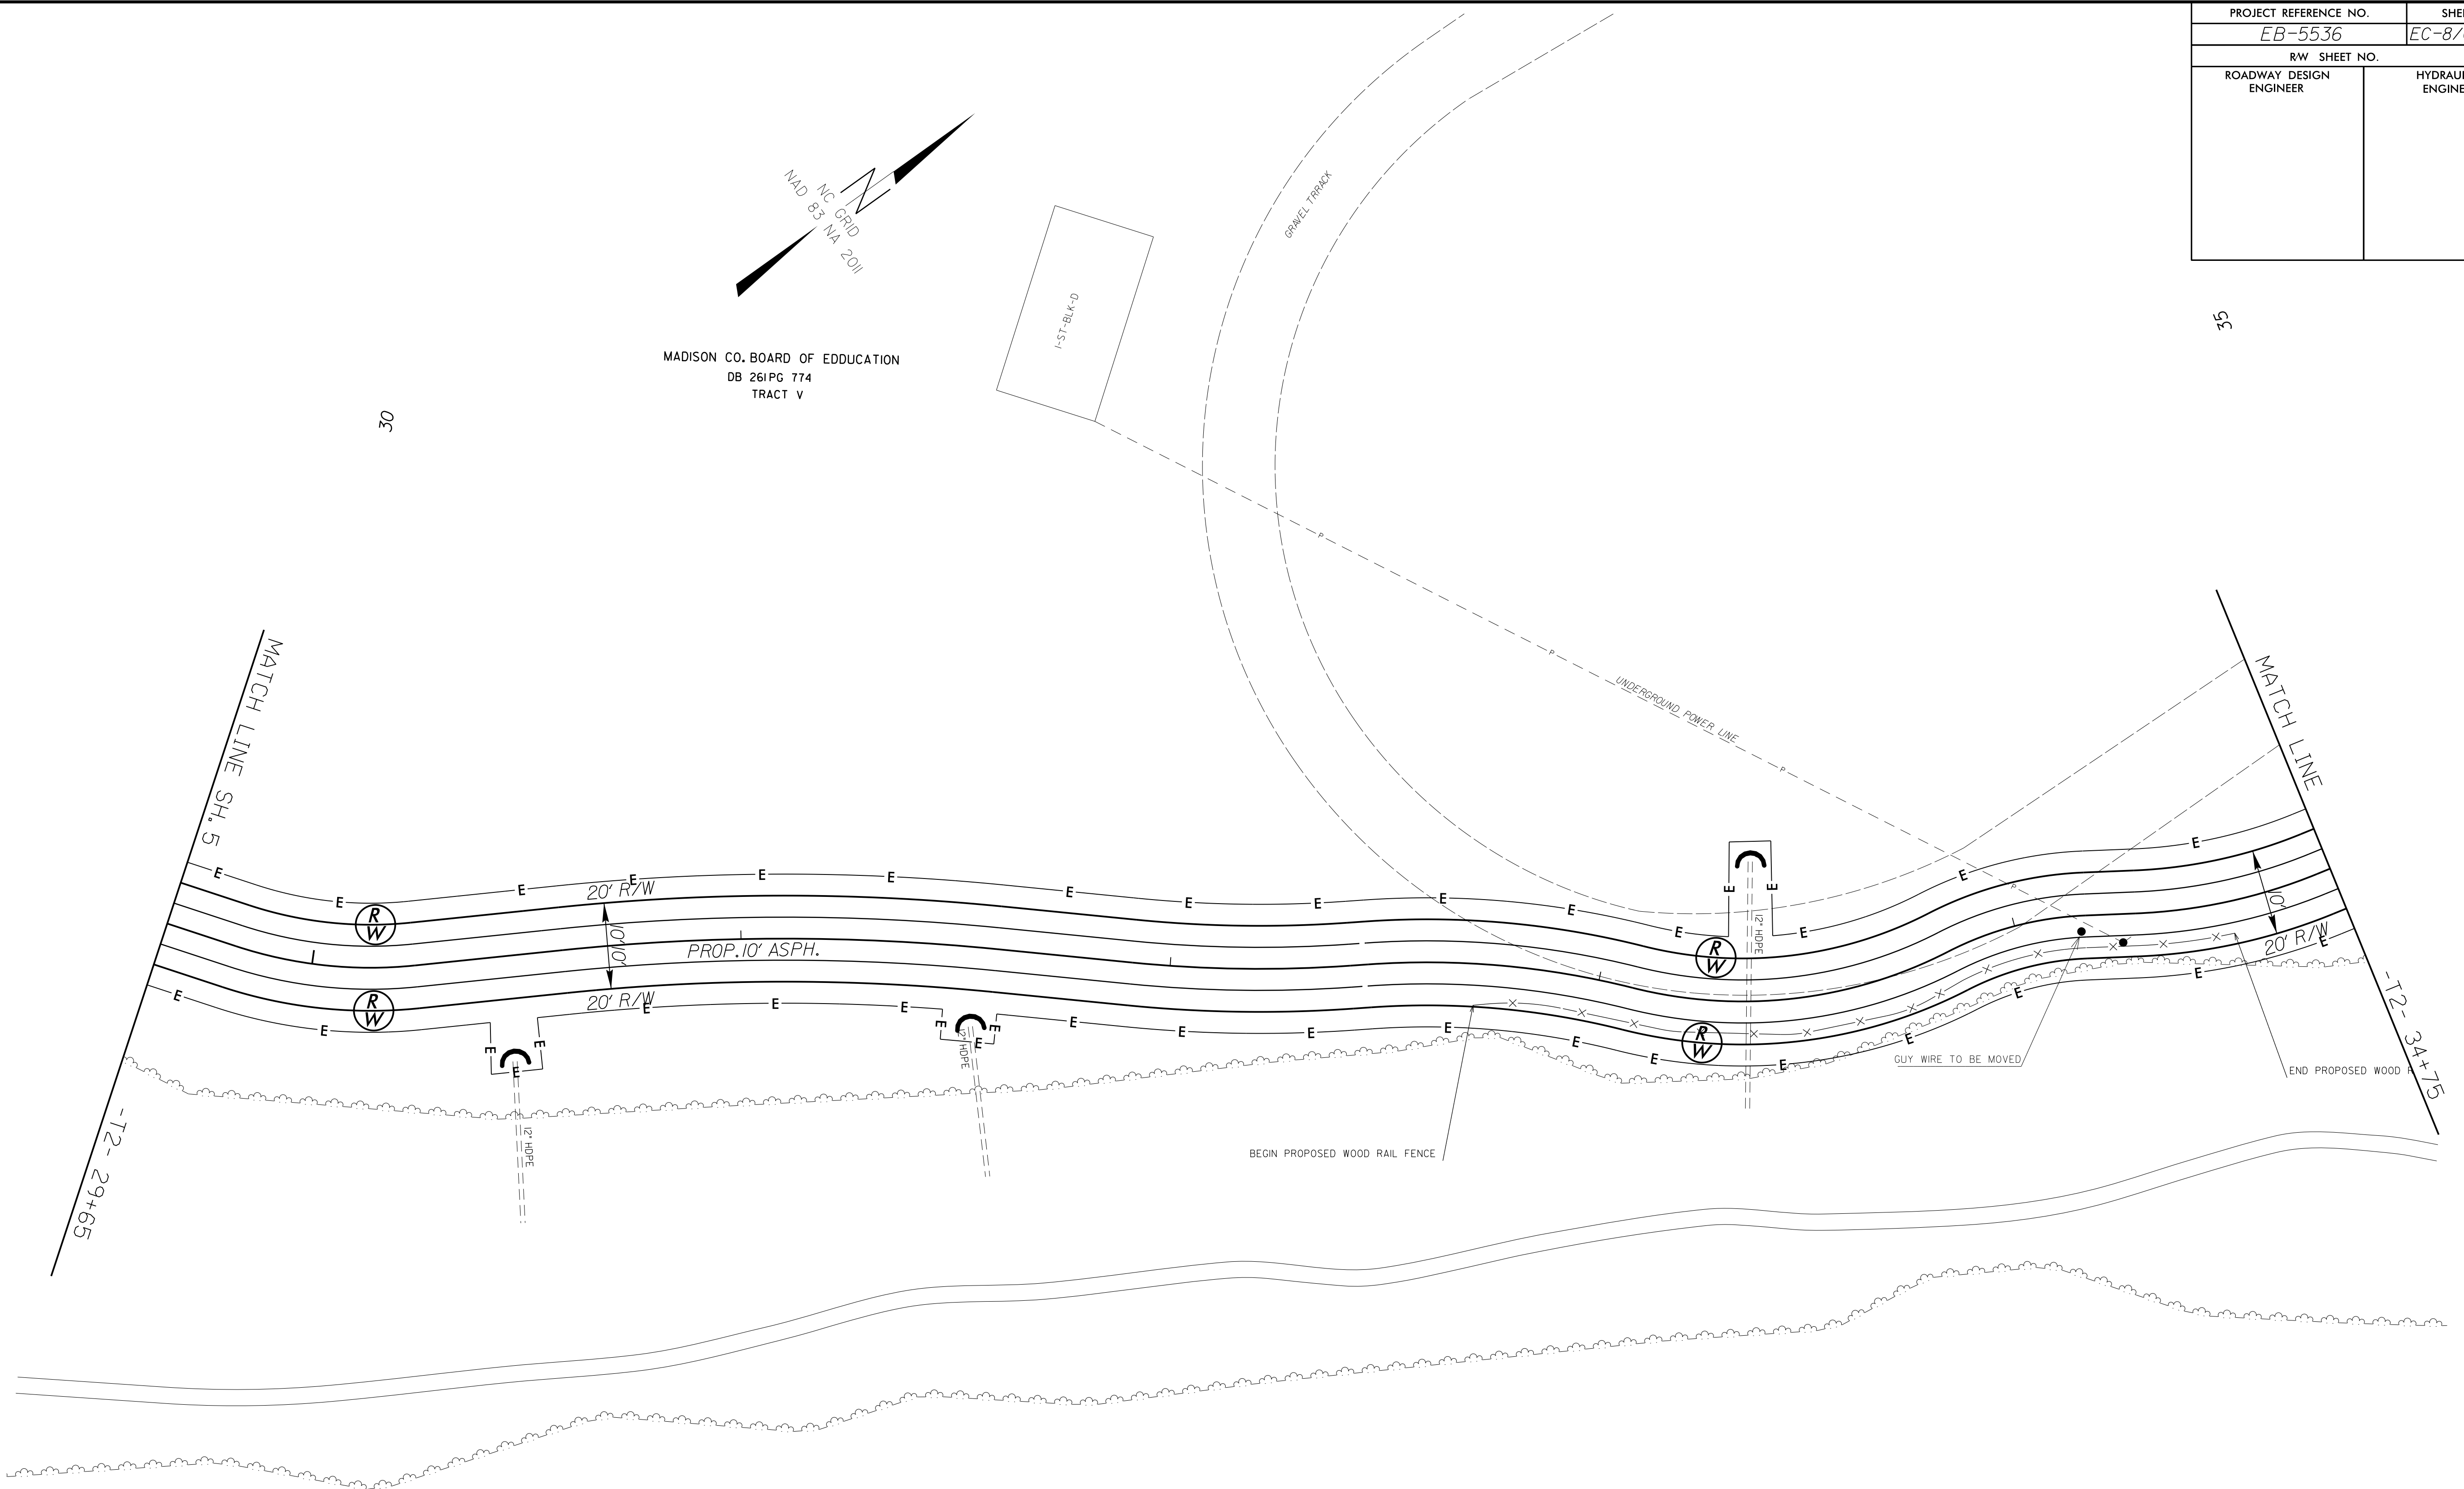 PROJECT REFERENCE NO.
EB-5536
R/W SHEET NO.
ROADWAY DESIGN
ENGINEER
NC GRID
NAD 83 NA 2011
GRAVEL TRRACK
1-ST-BLK-D
35
MADISON CO. BOARD OF EDDUCATION
DB 261 PG 774
TRACT V
30
P
P
UNDERGROUND POWER LINE
P
P
MATCH LINE SH. 5
-T2- 29+65
MATCH LINE
-T2- 34+75
E E E E E E E E E E E E E E E E E
R
W
20' R/W
10' 10'
PROP. 10' ASPH.
20' R/W
R
W
R
W
R
W
12" HDPE
12" HDPE
12" HDPE
10'
20' R/W
E E E E E E E E E E E E E E E E E E E E E
GUY WIRE TO BE MOVED
END PROPOSED WOOD
BEGIN PROPOSED WOOD RAIL FENCE